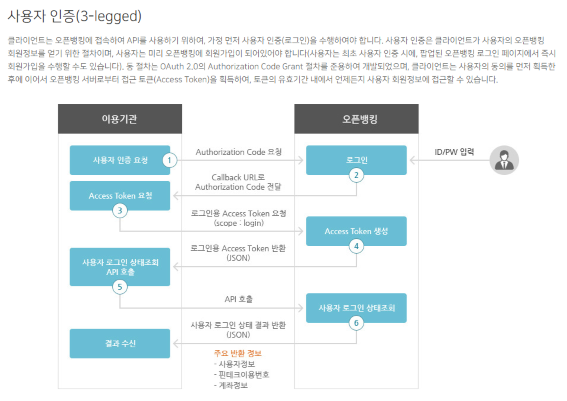 사용자 인증(3-legged)
클라이언트는 오픈뱅킹에 접속하여 API를 사용하기 위하여, 가장 먼저 사용자 인증(로그인)을 수행하여야 합니다. 사용자 인증은 클라이언트가 사용자의 오픈뱅킹
회원정보를 얻기 위한 절차이며, 사용자는 미리 오픈뱅킹에 회원가입이 되어있어야 합니다(사용자는 최초 사용자 인증 시에, 팝업된 오픈뱅킹 로그인 페이지에서 즉시
회원가입을 수행할 수도 있습니다). 동 절차는 OAuth 2.0의 Authorization Code Grant 절차를 준용하여 개발되었으며, 클라이언트는 사용자의 동의를 먼저 획득한
후에 이어서 오픈뱅킹 서버로부터 접근 토큰(Access Token)을 획득하여, 토큰의 유효기간 내에서 언제든지 사용자 회원정보에 접근할 수 있습니다.
이용기관
오픈뱅킹
사용자 인증 요청
1
Authorization Code 요청
로그인
2
ID/PW 입력
Callback URL로
Authorization Code 전달
Access Token 요청
3
로그인용 Access Token 요청
(scope : login)
Access Token 생성
4
로그인용 Access Token 반환
(JSON)
사용자 로그인 상태조회
API 호출
5
API 호출
사용자 로그인 상태조회
6
사용자 로그인 상태 결과 반환
(JSON)
결과 수신
주요 반환 정보
- 사용자정보
- 핀테크이용번호
- 계좌정보